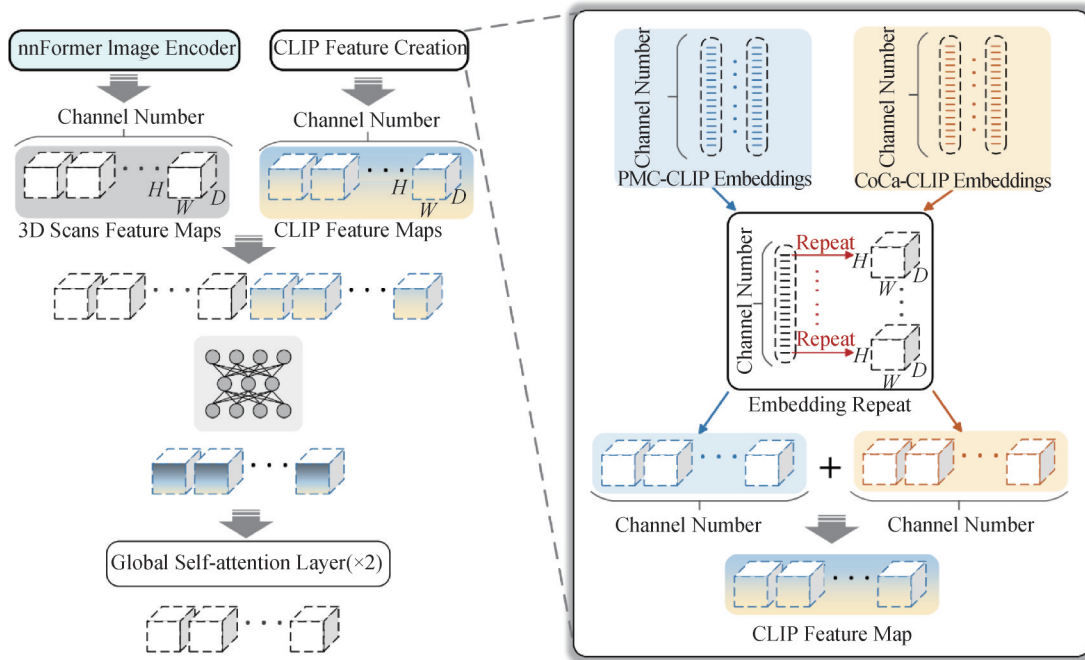 nnFormer Image Encoder
CLIP Feature Creation
Channel Number
Channel Number
H
W
D
H
W
D
3D Scans Feature Maps
CLIP Feature Maps
Global Self-attention Layer(×2)
Channel Number
Channel Number
PMC-CLIP Embeddings
CoCa-CLIP Embeddings
Channel Number
Repeat
H
W
D
Repeat
H
W
D
Embedding Repeat
+
Channel Number
Channel Number
CLIP Feature Map